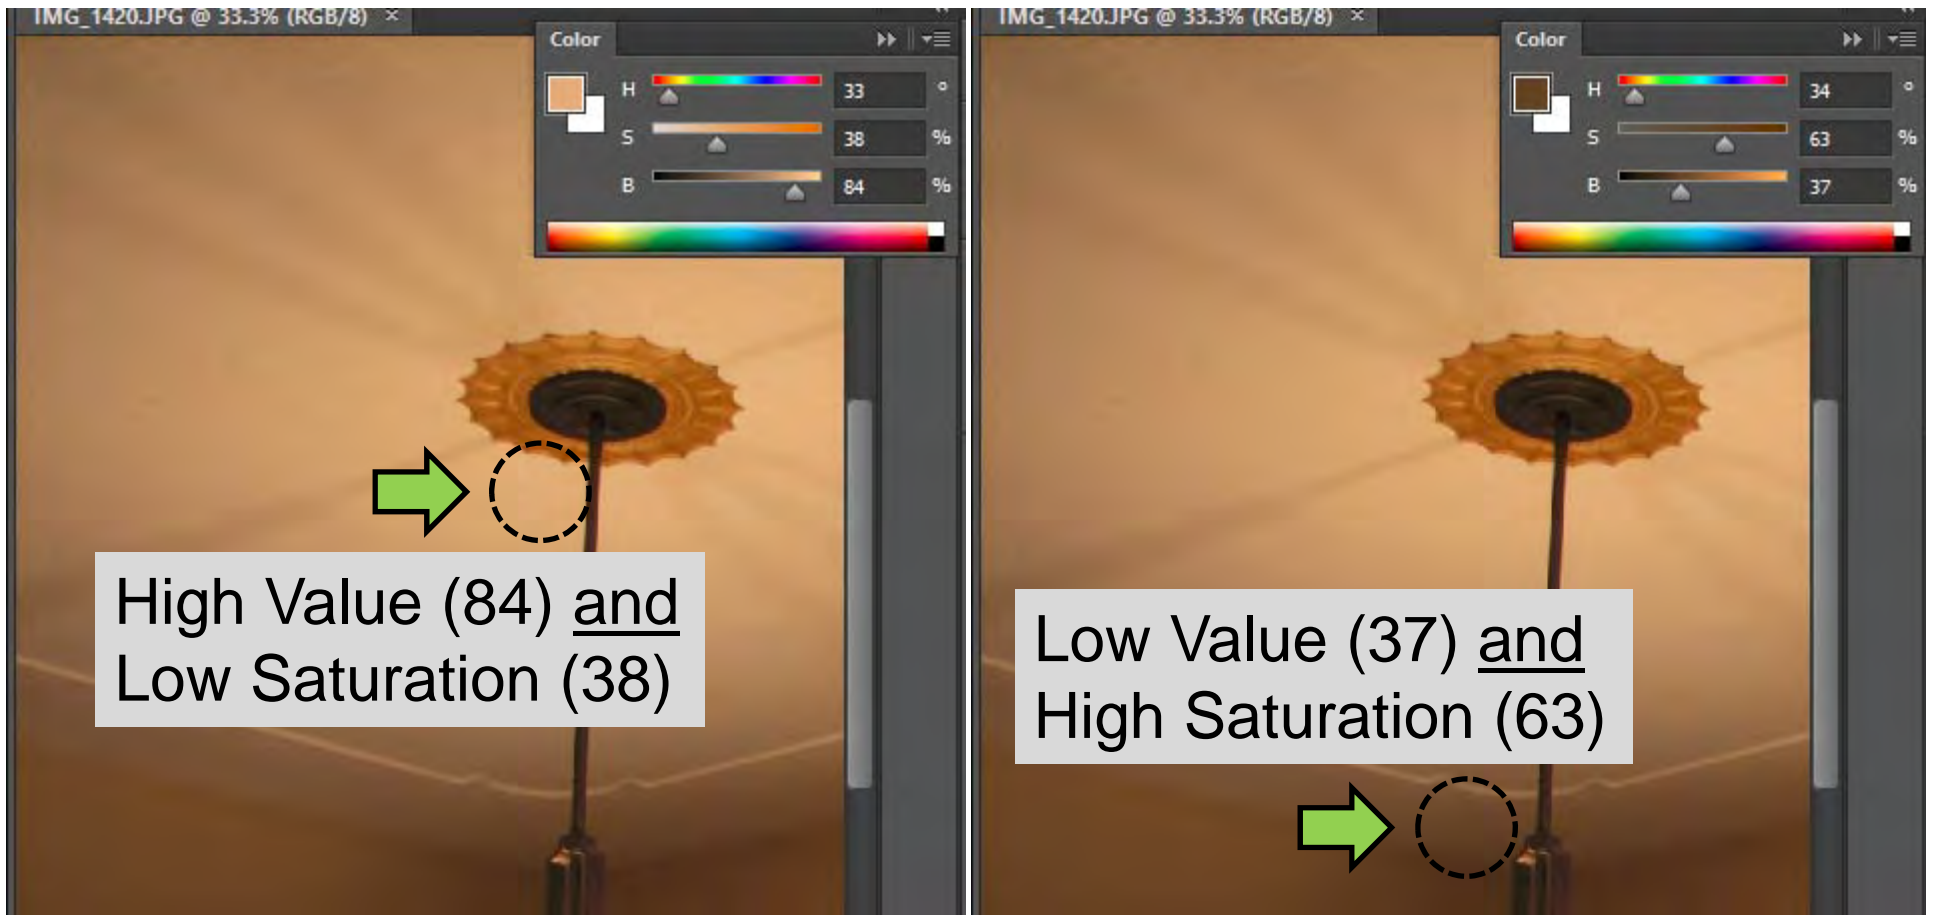 IMG_1420.JPG @ 33.3% (RGB/8) ×
Color
H 33 °
S 38 %
B 84 %
High Value (84) and
Low Saturation (38)
IMG_1420.JPG @ 33.3% (RGB/8) ×
Color
H 34 °
S 63 %
B 37 %
Low Value (37) and
High Saturation (63)